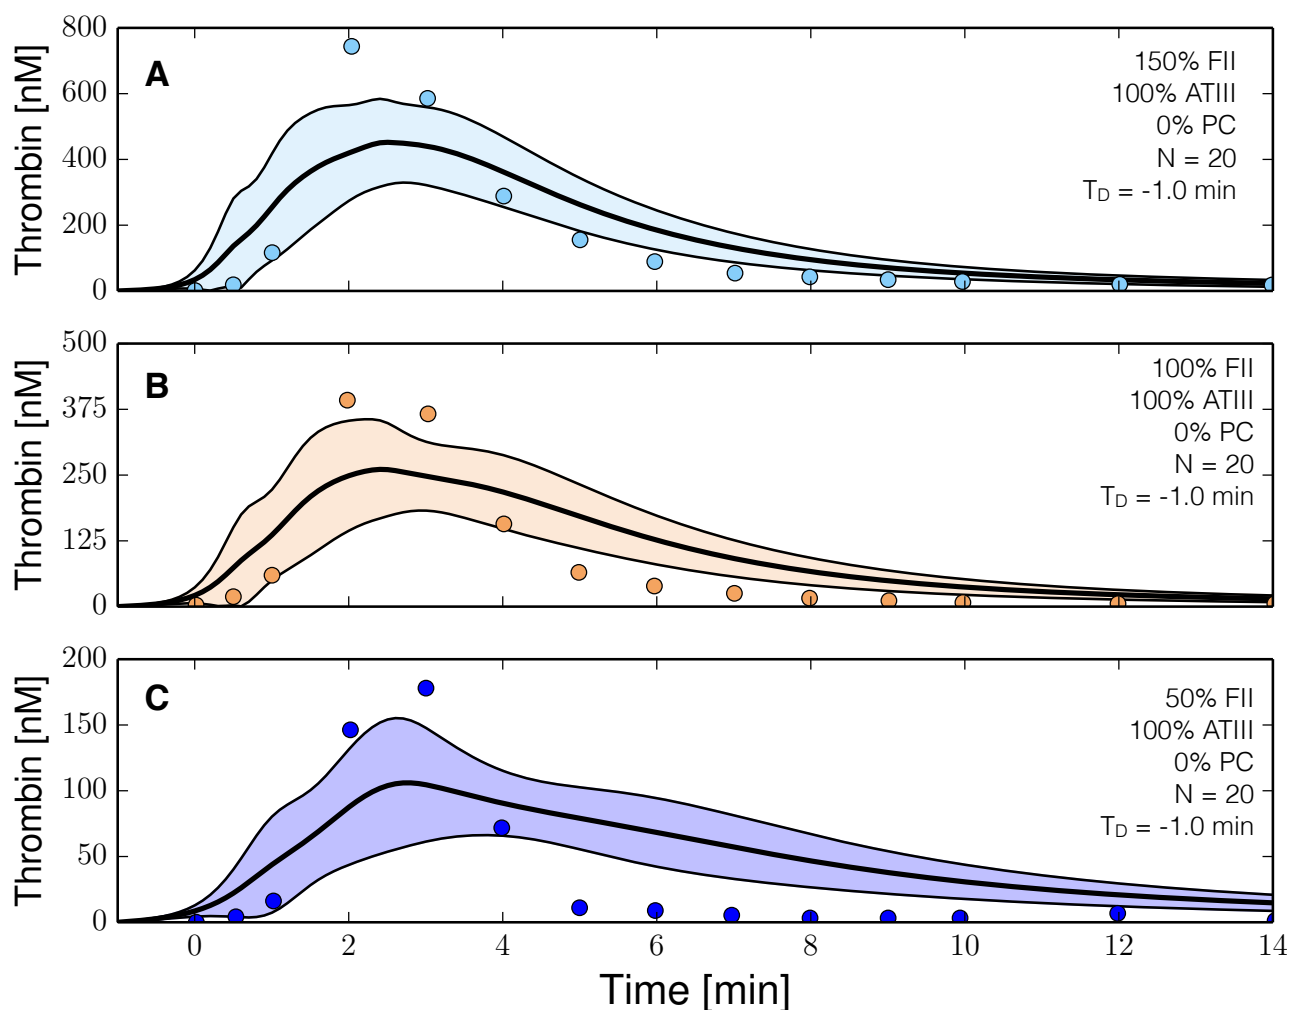 800
600
400
200
0
Thrombin [nM]
A
150% FII
100% ATIII
0% PC
N = 20
T_D = -1.0 min
500
375
250
125
0
Thrombin [nM]
B
100% FII
100% ATIII
0% PC
N = 20
T_D = -1.0 min
200
150
100
50
0
Thrombin [nM]
C
50% FII
100% ATIII
0% PC
N = 20
T_D = -1.0 min
0 2 4 6 8 10 12 14
Time [min]